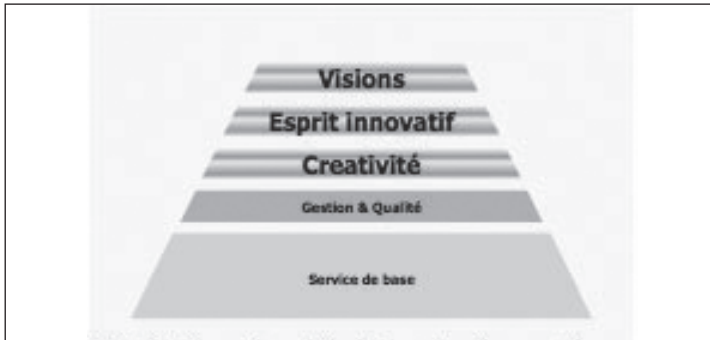 Visions
Esprit innovatif
Creativité
Gestion & Qualité
Service de base